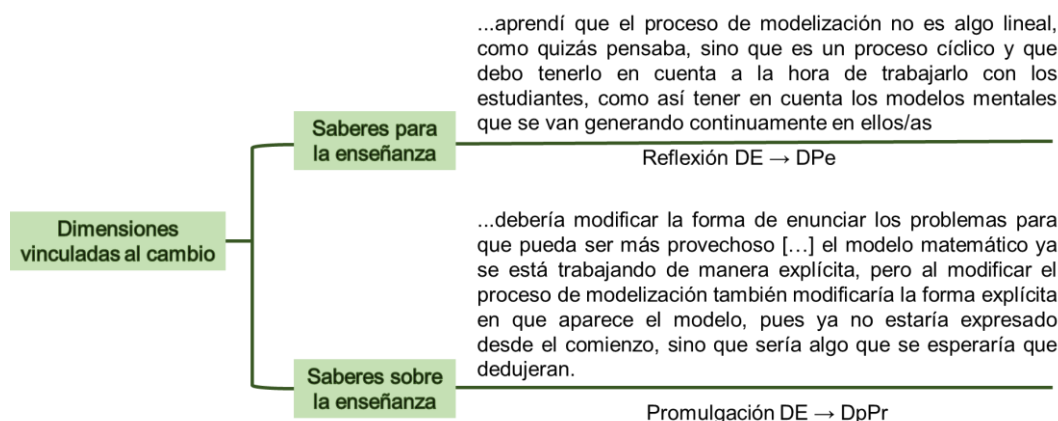 ...aprendí que el proceso de modelización no es algo lineal,
como quizás pensaba, sino que es un proceso cíclico y que
debo tenerlo en cuenta a la hora de trabajarlo con los
estudiantes, como así tener en cuenta los modelos mentales
que se van generando continuamente en ellos/as
Saberes para
la enseñanza
Reflexión DE → DPe
Dimensiones
vinculadas al cambio
...debería modificar la forma de enunciar los problemas para
que pueda ser más provechoso […] el modelo matemático ya
se está trabajando de manera explícita, pero al modificar el
proceso de modelización también modificaría la forma explícita
en que aparece el modelo, pues ya no estaría expresado
desde el comienzo, sino que sería algo que se esperaría que
dedujeran.
Saberes sobre
la enseñanza
Promulgación DE → DpPr